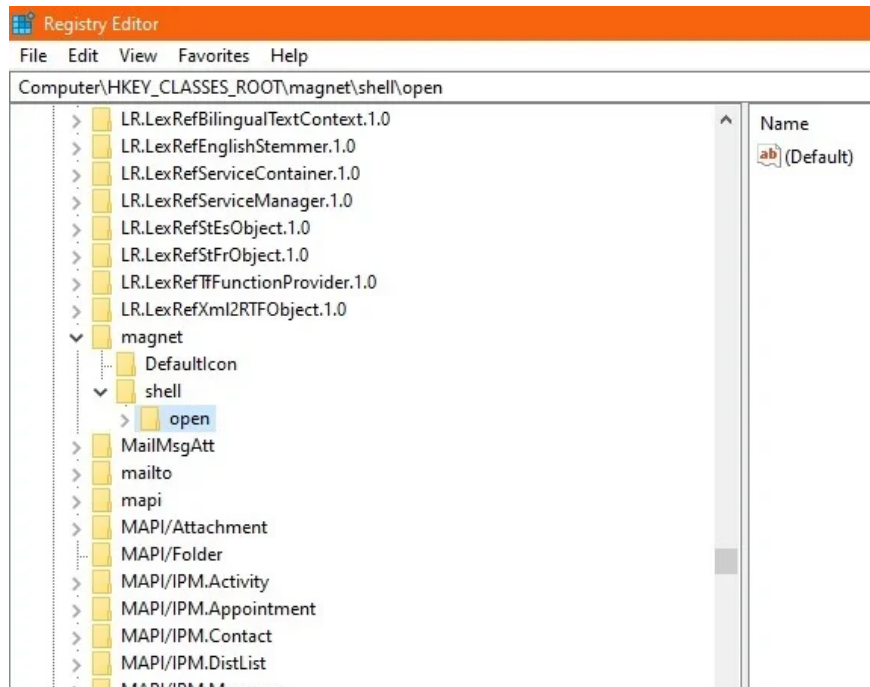 Registry Editor
File Edit View Favorites Help
Computer\HKEY_CLASSES_ROOT\magnet\shell\open
LR.LexRefBilingualTextContext.1.0
LR.LexRefEnglishStemmer.1.0
LR.LexRefServiceContainer.1.0
LR.LexRefServiceManager.1.0
LR.LexRefStEsObject.1.0
LR.LexRefStFrObject.1.0
LR.LexRefTfFunctionProvider.1.0
LR.LexRefXml2RTFObject.1.0
magnet
DefaultIcon
shell
open
MailMsgAtt
mailto
mapi
MAPI/Attachment
MAPI/Folder
MAPI/IPM.Activity
MAPI/IPM.Appointment
MAPI/IPM.Contact
MAPI/IPM.DistList
Name
ab (Default)